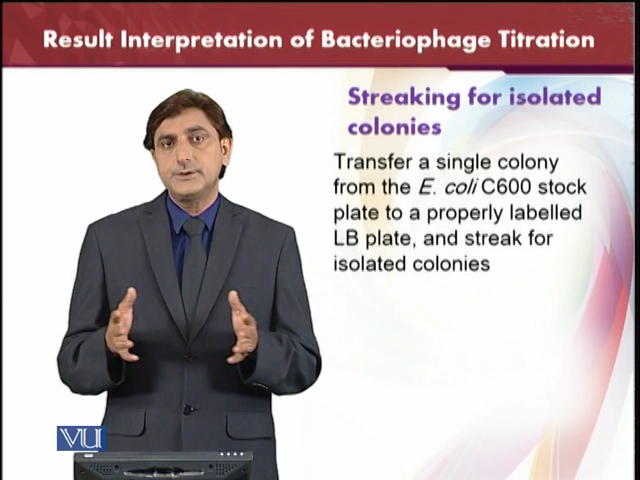 Result Interpretation of Bacteriophage Titration
Streaking for isolated
colonies
Transfer a single colony
from the E. coli C600 stock
plate to a properly labelled
LB plate, and streak for
isolated colonies
VU